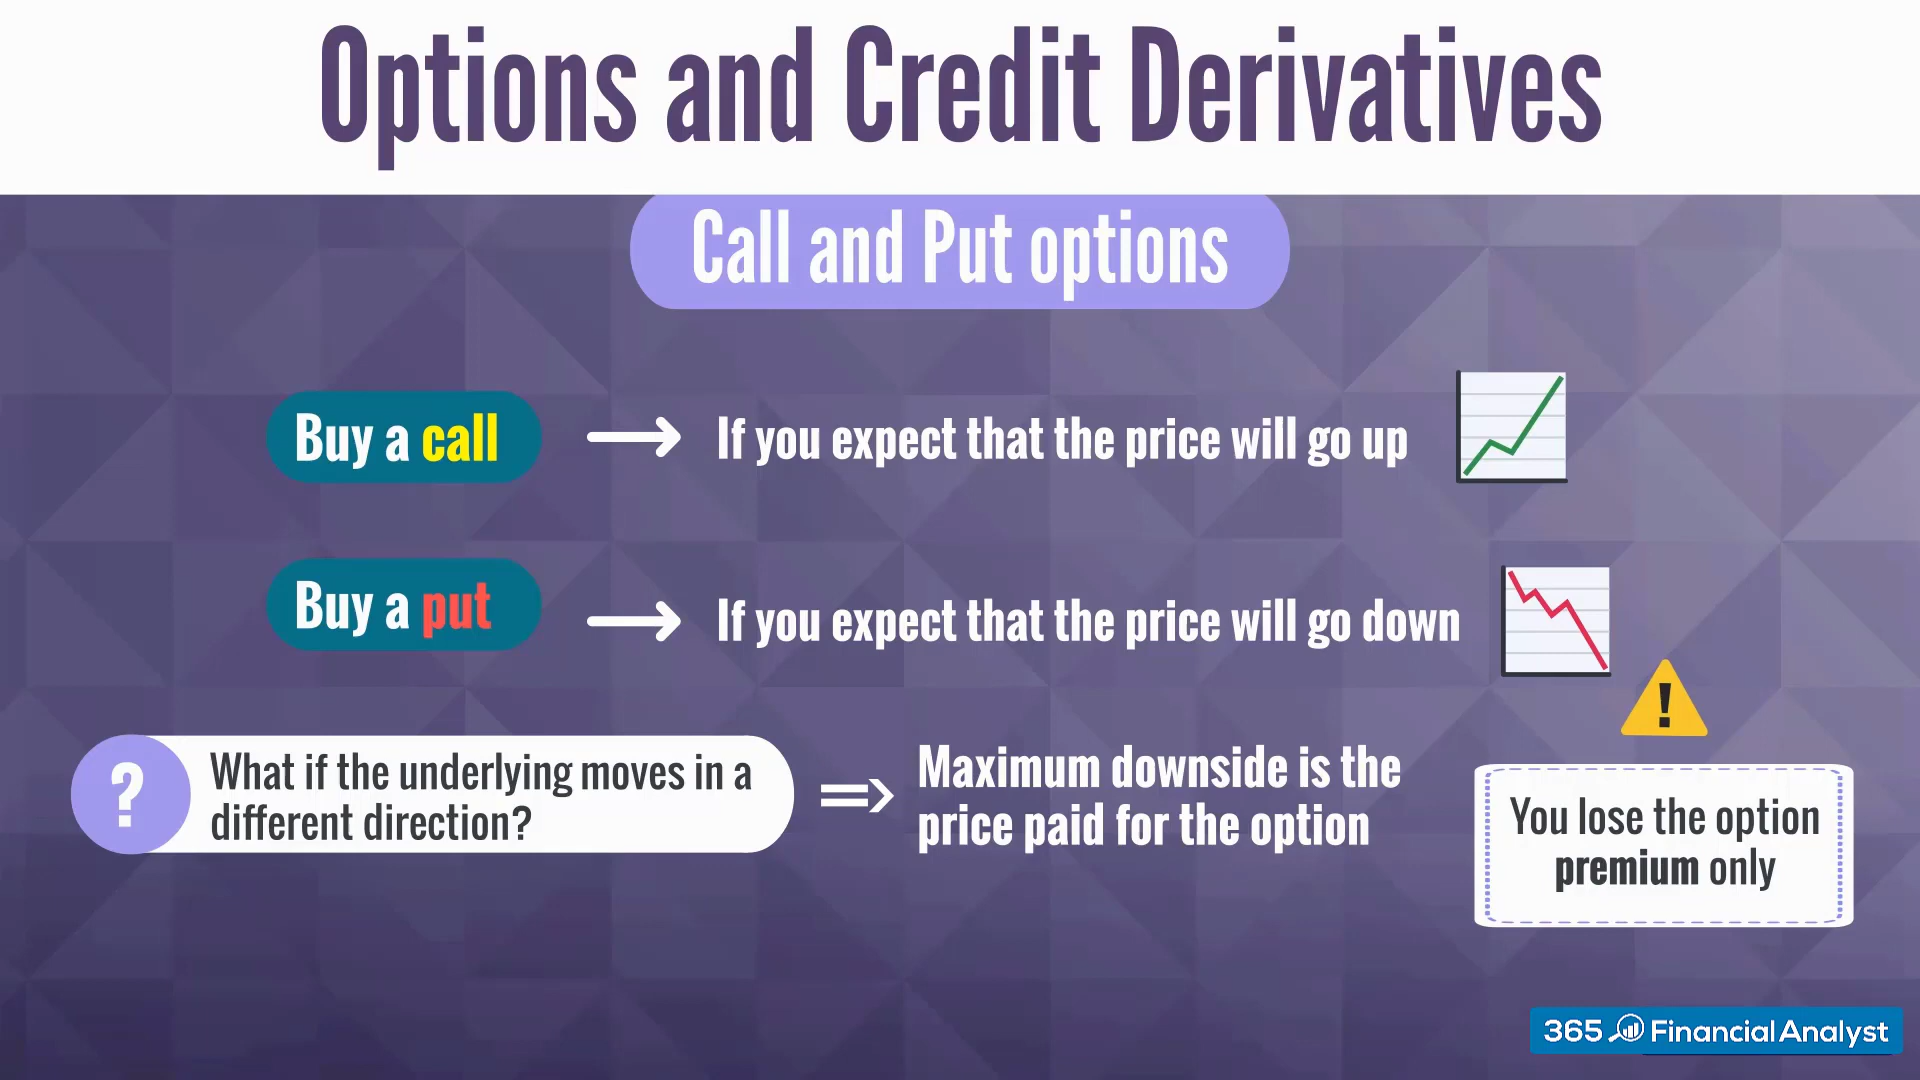 Options and Credit Derivatives
Call and Put options
Buy a call
If you expect that the price will go up
Buy a put
If you expect that the price will go down
!
?
What if the underlying moves in a
different direction?
Maximum downside is the
price paid for the option
You lose the option
premium only
365 Financial Analyst